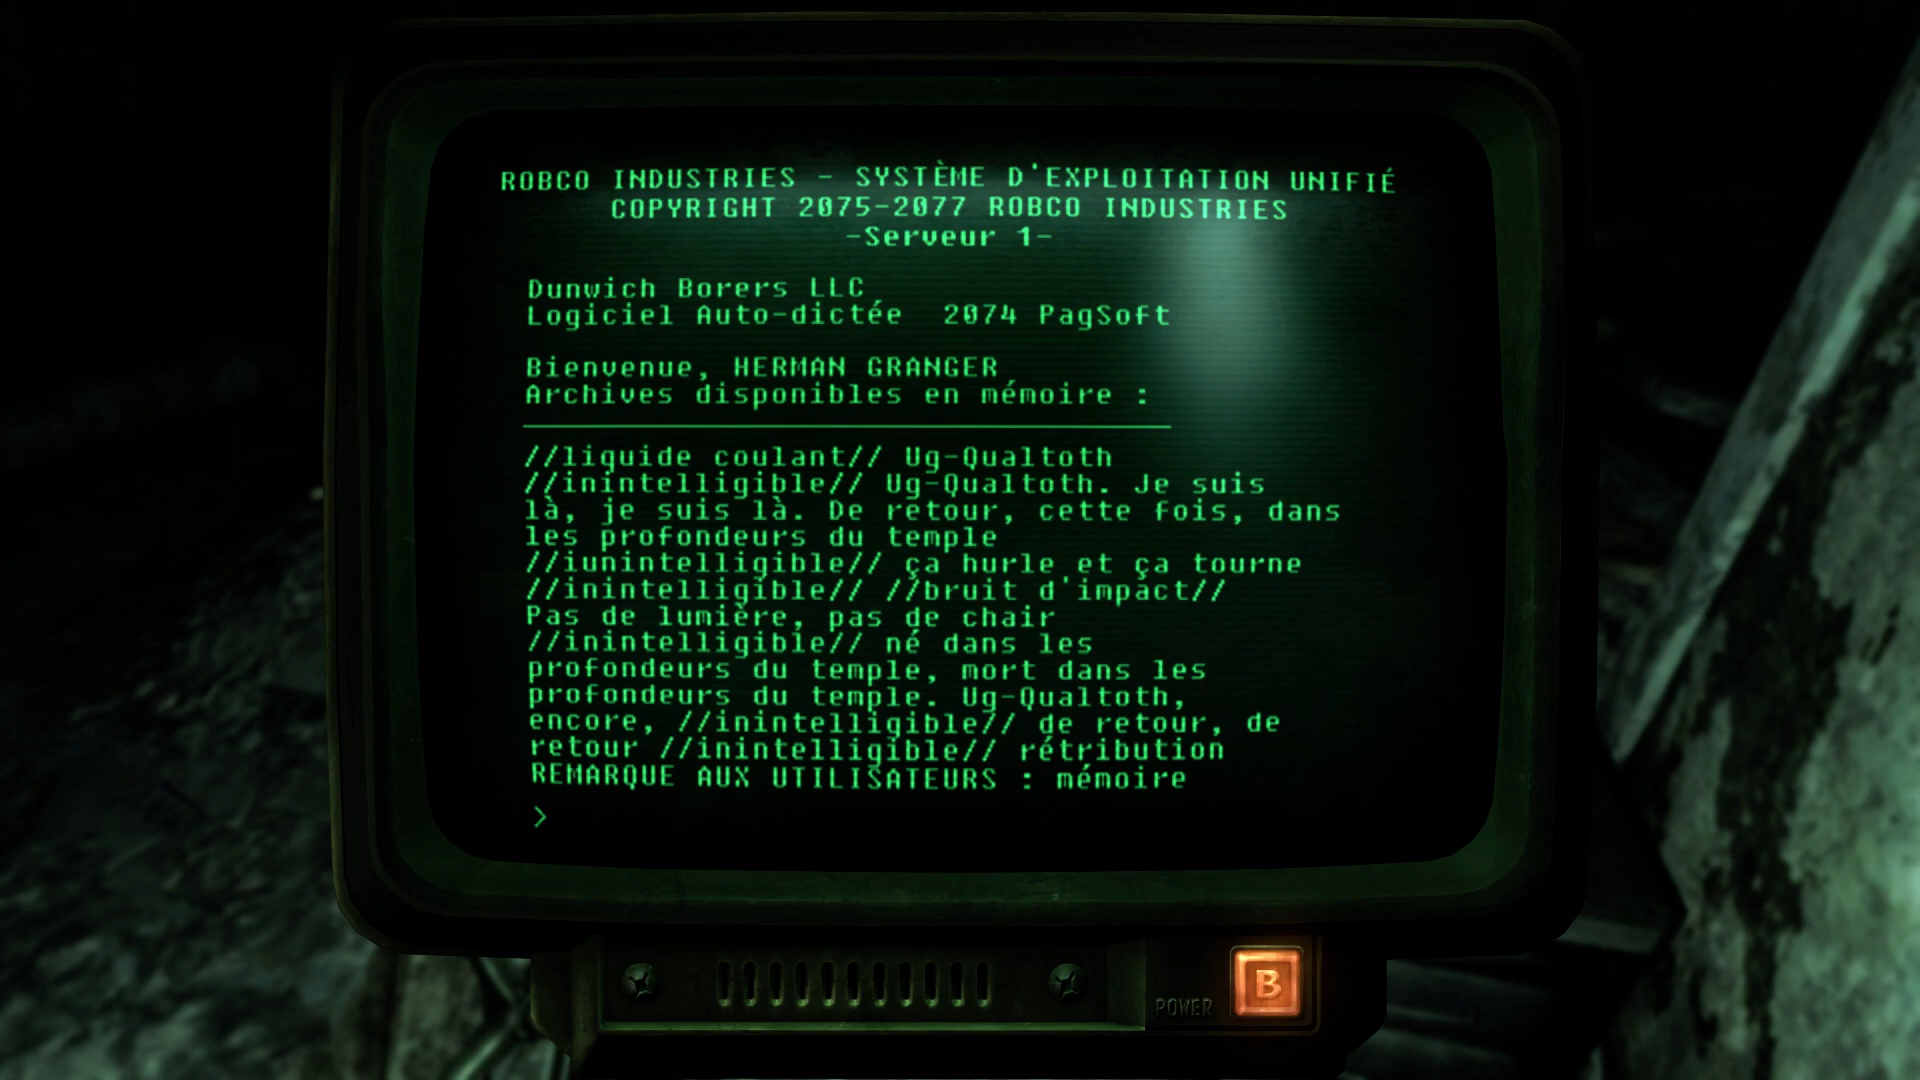 ROBCO INDUSTRIES - SYSTÈME D'EXPLOITATION UNIFIÉ
COPYRIGHT 2075-2077 ROBCO INDUSTRIES
-Serveur 1-
Dunwich Borers LLC
Logiciel Auto-dictée 2074 PagSoft
Bienvenue, HERMAN GRANGER
Archives disponibles en mémoire :
//liquide coulant// Ug-Qualtoth
//inintelligible// Ug-Qualtoth. Je suis
là, je suis là. De retour, cette fois, dans
les profondeurs du temple
//iunintelligible// ça hurle et ça tourne
//inintelligible// //bruit d'impact//
Pas de lumière, pas de chair
//inintelligible// né dans les
profondeurs du temple, mort dans les
profondeurs du temple. Ug-Qualtoth,
encore, //inintelligible// de retour, de
retour //inintelligible// rétribution
REMARQUE AUX UTILISATEURS : mémoire
>
POWER
B